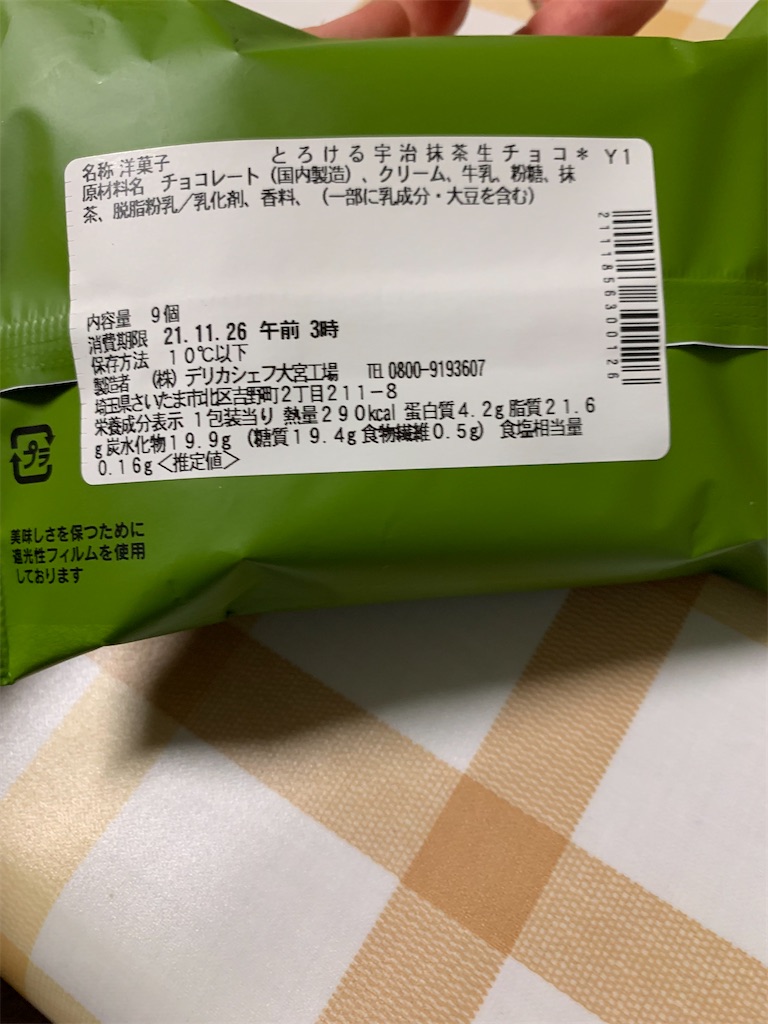 名称 洋菓子 とろける宇治抹茶生チョコ* Y1
原材料名 チョコレート（国内製造）、クリーム、牛乳、粉糖、抹
茶、脱脂粉乳／乳化剤、香料、（一部に乳成分・大豆を含む）
2111856300126
内容量 9個
消費期限 21.11.26 午前 3時
保存方法 10℃以下
製造者 (株) デリカシェフ大宮工場 TEL 0800-9193607
埼玉県さいたま市北区吉野町2丁目211-8
栄養成分表示 1包装当り 熱量290kcal 蛋白質4.2g 脂質21.6
g 炭水化物19.9g (糖質19.4g 食物繊維0.5g) 食塩相当量
0.16g<推定値>
プラ
美味しさを保つために
遮光性フィルムを使用
しております